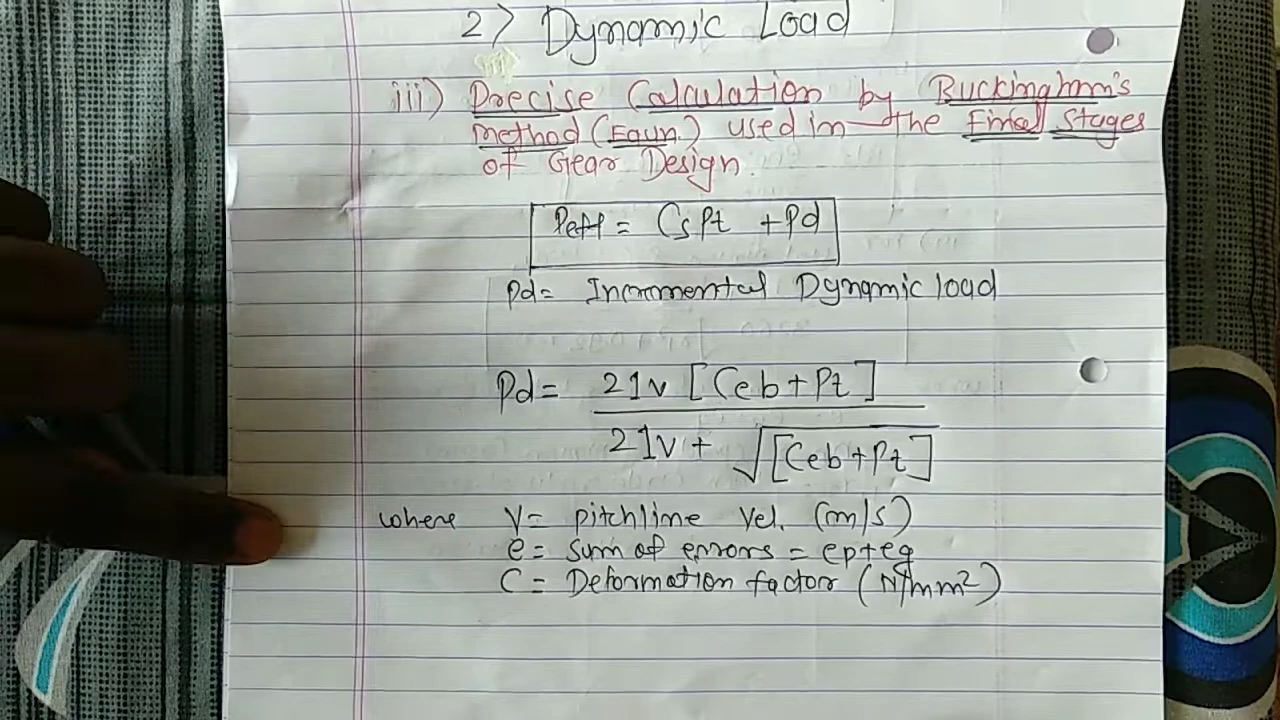 2> Dynamic Load
iii) Precise Calculation by Buckingham's
method (Equn.) used in the Final Stages
of Gear Design.
Peff = Cs Pt + Pd
Pd = Incremental Dynamic load
Pd = 21v [Ceb+Pt]
21v + √[Ceb+Pt]
where V = pitchline vel. (m/s)
e = Sum of errors = ep+eg
C = Deformation factor (N/mm²)